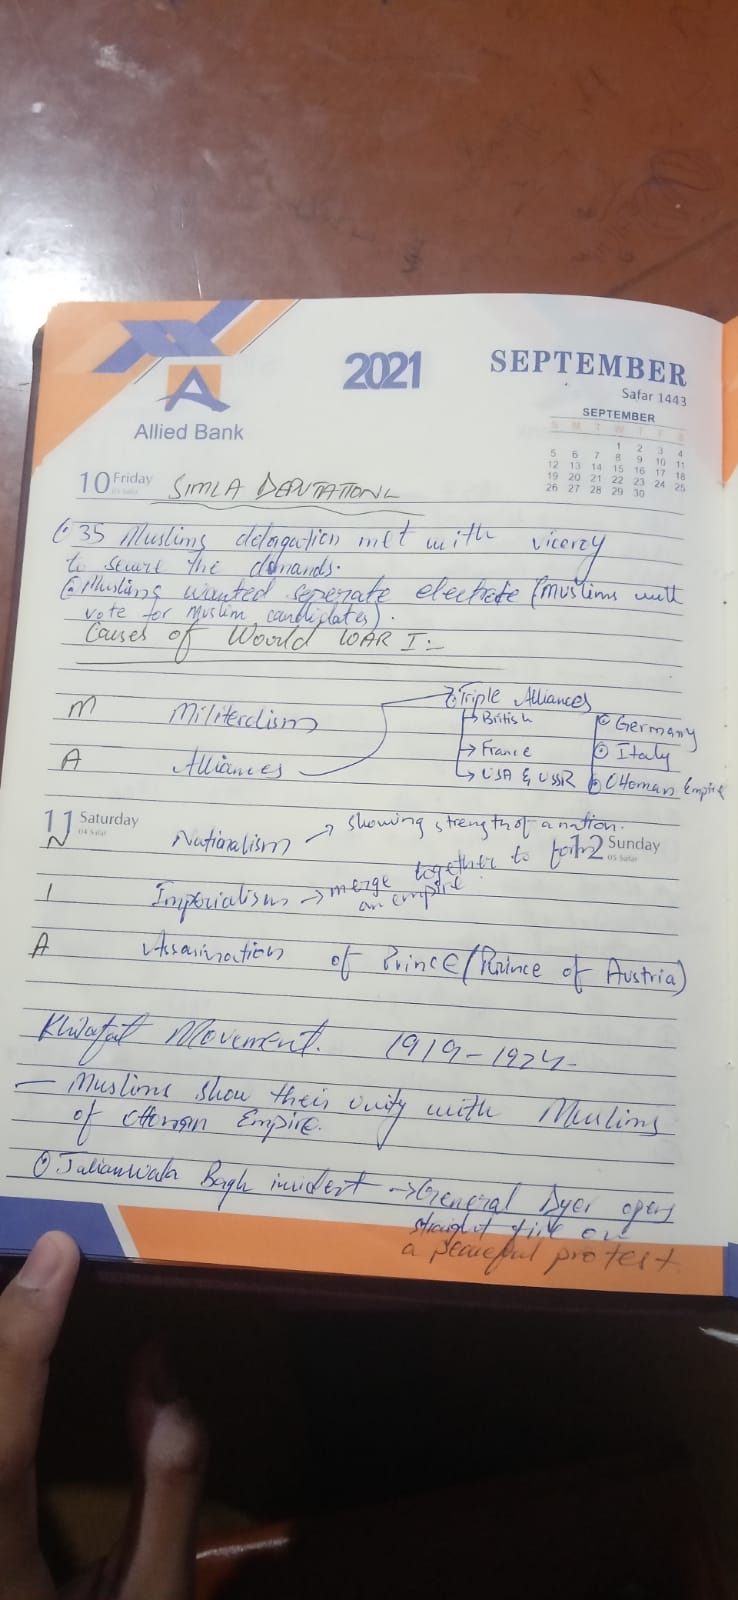 2021
SEPTEMBER
Safar 1443
SEPTEMBER
S M T W T F S
1 2 3 4
5 6 7 8 9 10 11
12 13 14 15 16 17 18
19 20 21 22 23 24 25
26 27 28 29 30
Allied Bank
10 Friday
03 Safar
SIMLA DEPUTATION
35 Muslims delagation met with viceroy
to secure the demands.
Muslims wanted seperate electrate (muslims will
vote for Muslim candidates).
Causes of Woorld WAR I:-
M Militeralism
Triple Alliances
British
Germany
A Alliances
France
Italy
USA & USSR
Ottoman Empire
11 Saturday
04 Safar
N Nationalism → showing strength of a nation.
12 Sunday
05 Safar
I Imperialism → merge together to form
an empire
A Assasination of Prince (Prince of Austria)
Khilafat Movement. 1919-1924-
— Muslims show their unity with Muslims
of Ottoman Empire.
Jalianwala Bagh incident → General Dyer opens
straight fire on
a peaceful protest